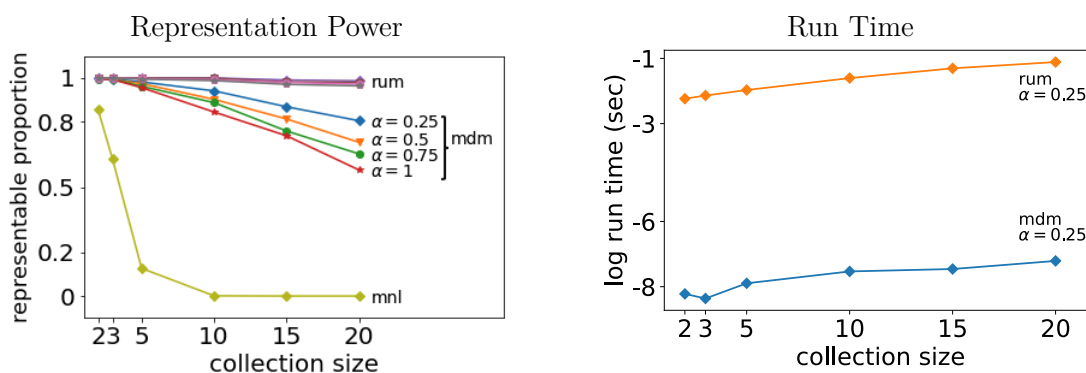 Representation Power
representable proportion
1
0.8
0.5
0.2
0
rum
α = 0.25
α = 0.5
α = 0.75
α = 1
mdm
mnl
2 3 5 10 15 20
collection size
Run Time
log run time (sec)
-1
-3
-6
-8
rum
α = 0.25
mdm
α = 0.25
2 3 5 10 15 20
collection size